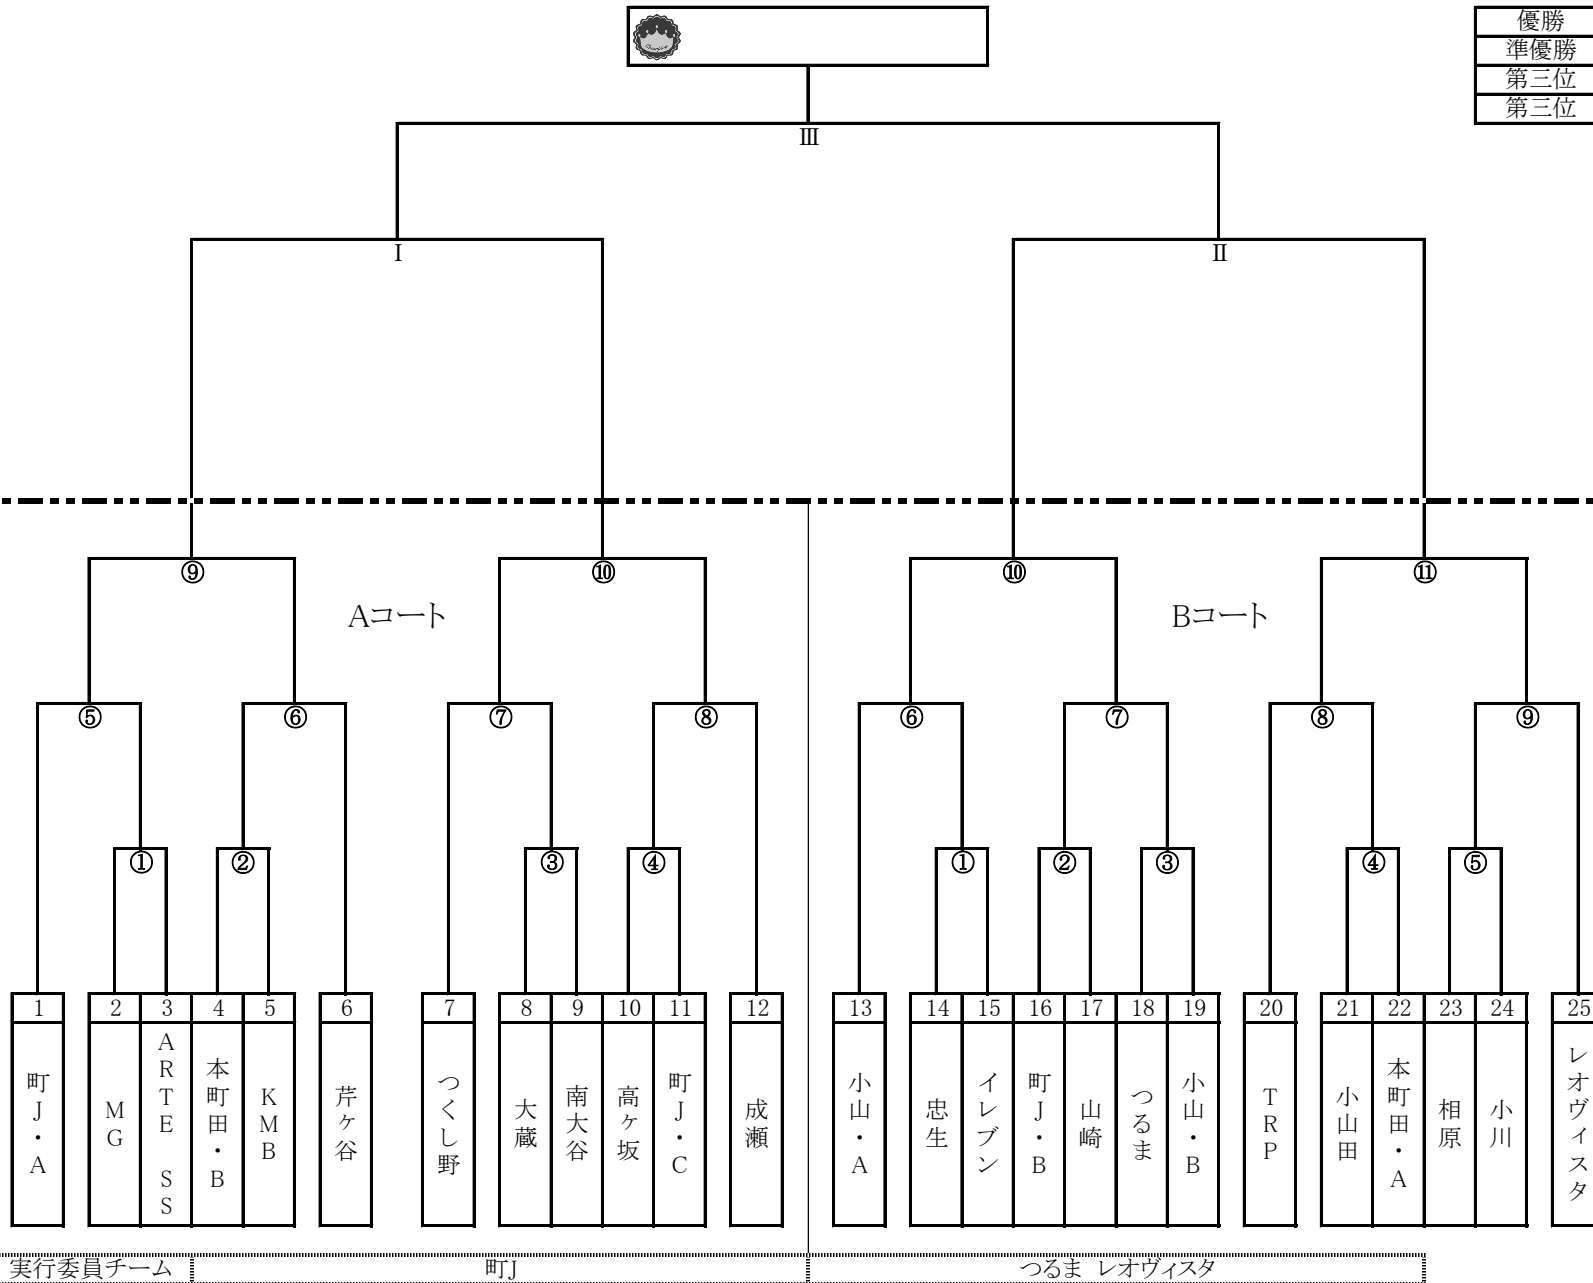 優勝
準優勝
第三位
第三位
Ⅲ
Ⅰ
Ⅱ
⑨
⑩
⑩
⑪
Aコート
Bコート
⑤
⑥
⑦
⑧
⑥
⑦
⑧
⑨
①
②
③
④
①
②
③
④
⑤
1
2
3
4
5
6
7
8
9
10
11
12
13
14
15
16
17
18
19
20
21
22
23
24
25
町J・A
MG
ARTE SS
本町田・B
KMB
芹ケ谷
つくし野
大蔵
南大谷
高ケ坂
町J・C
成瀬
小山・A
忠生
イレブン
町J・B
山崎
つるま
小山・B
TRP
小山田
本町田・A
相原
小川
レオヴィスタ
実行委員チーム
町J
つるま レオヴィスタ